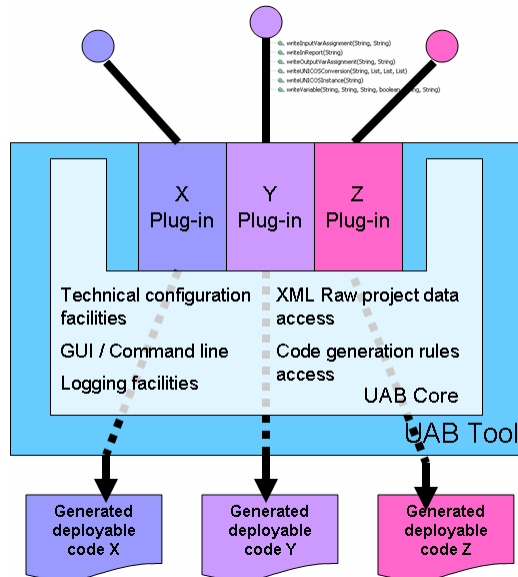 writeInputVarAssignment(String, String)
writeInReport(String)
writeOutputVarAssignment(String, String)
writeUNICOSConversion(String, List, List, List)
writeUNICOSInstance(String)
writeVariable(String, String, String, boolean, String, String)
X
Plug-in
Y
Plug-in
Z
Plug-in
Technical configuration
facilities
GUI / Command line
Logging facilities
XML Raw project data
access
Code generation rules
access
UAB Core
UAB Tool
Generated
deployable
code X
Generated
deployable
code Y
Generated
deployable
code Z